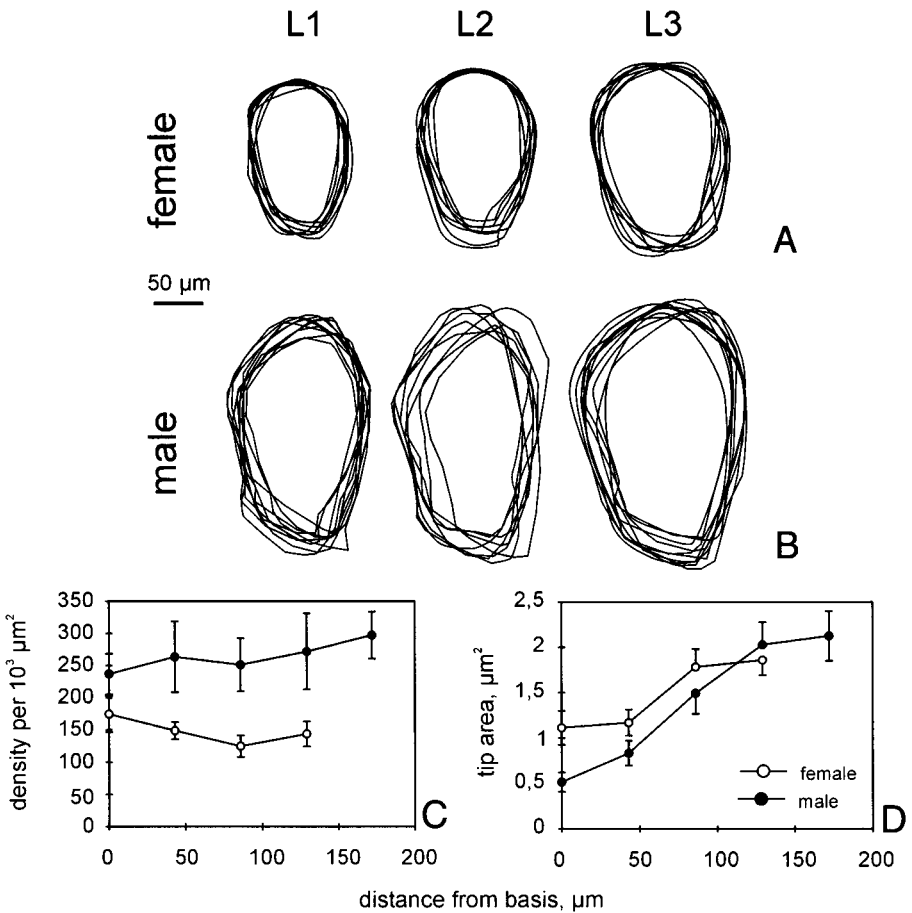 L1 L2 L3
female
A
50 µm
male
B
density per 10³ µm²
350
300
250
200
150
100
50
0
0 50 100 150 200
C
tip area, µm²
2,5
2
1,5
1
0,5
0
0 50 100 150 200
female
male
D
distance from basis, µm